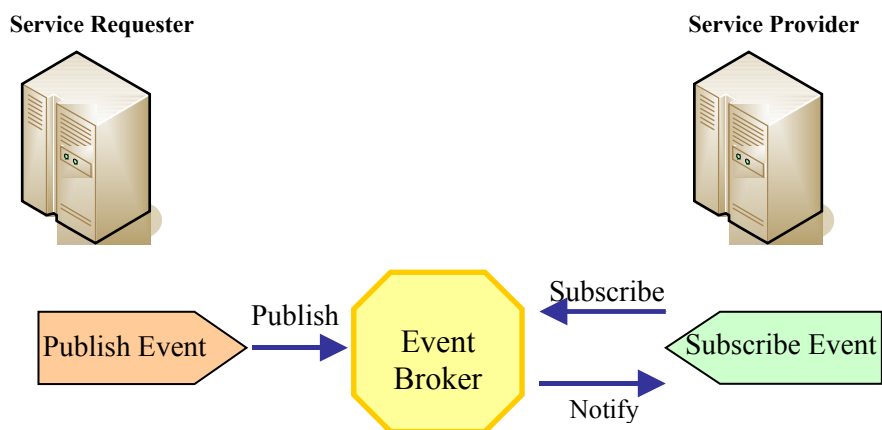 Service Requester
Service Provider
Publish Event
Publish
Event
Broker
Subscribe
Notify
Subscribe Event